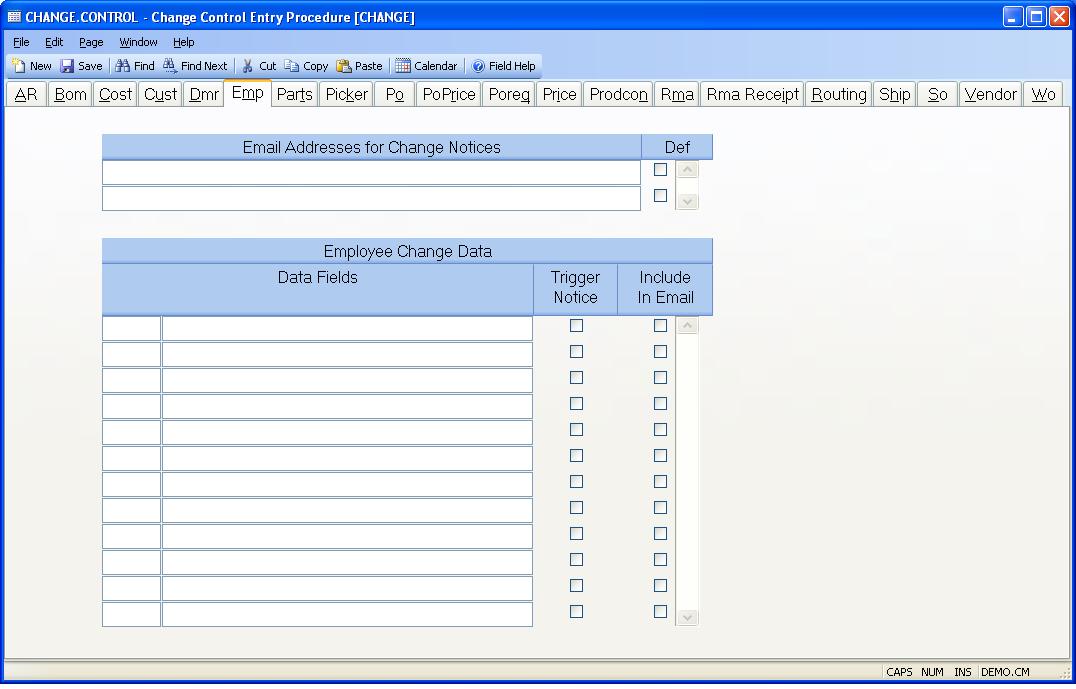 CHANGE.CONTROL - Change Control Entry Procedure [CHANGE]
File Edit Page Window Help
New Save Find Find Next Cut Copy Paste Calendar Field Help
AR Bom Cost Cust Dmr Emp Parts Picker Po PoPrice Poreq Price Prodcon Rma Rma Receipt Routing Ship So Vendor Wo
Email Addresses for Change Notices Def
Employee Change Data
Data Fields Trigger Notice Include In Email
CAPS NUM INS DEMO.CM